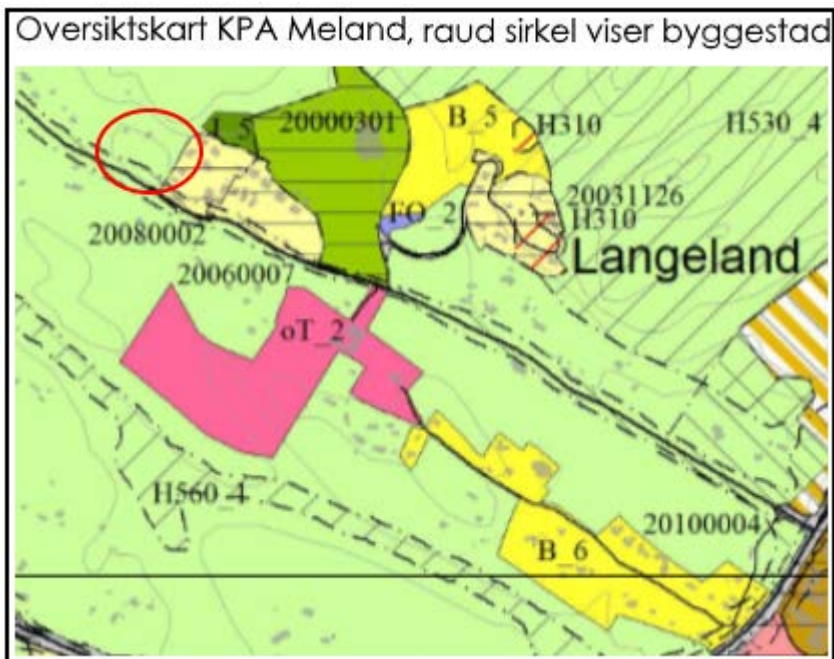 Oversiktskart KPA Meland, raud sirkel viser byggestad
20000301
B_5
H310
H530_4
20031126
FO_2
H310
20080002
Langeland
20060007
oT_2
H560_4
20100004
B_6